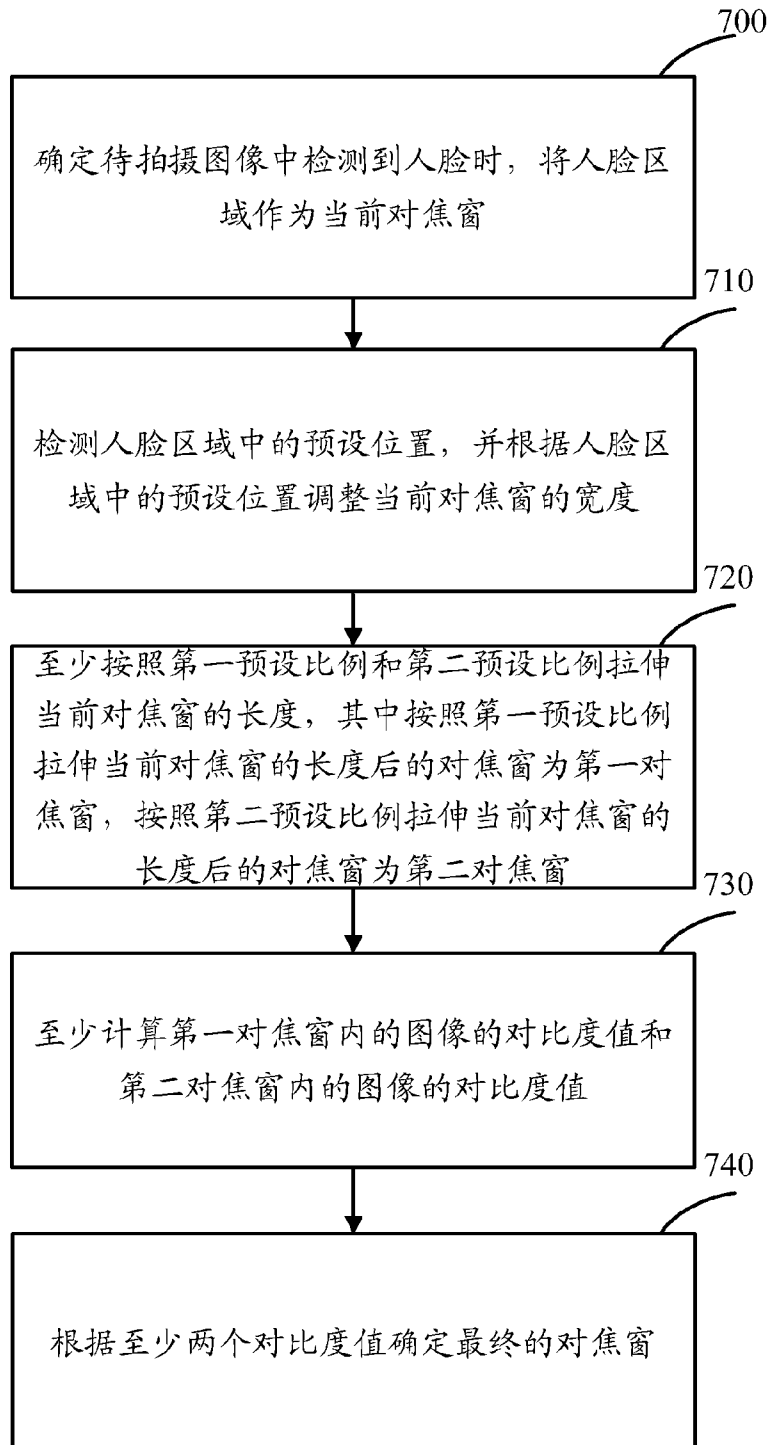 700
确定待拍摄图像中检测到人脸时，将人脸区
域作为当前对焦窗
710
检测人脸区域中的预设位置，并根据人脸区
域中的预设位置调整当前对焦窗的宽度
720
至少按照第一预设比例和第二预设比例拉伸
当前对焦窗的长度，其中按照第一预设比例
拉伸当前对焦窗的长度后的对焦窗为第一对
焦窗，按照第二预设比例拉伸当前对焦窗的
长度后的对焦窗为第二对焦窗
730
至少计算第一对焦窗内的图像的对比度值和
第二对焦窗内的图像的对比度值
740
根据至少两个对比度值确定最终的对焦窗